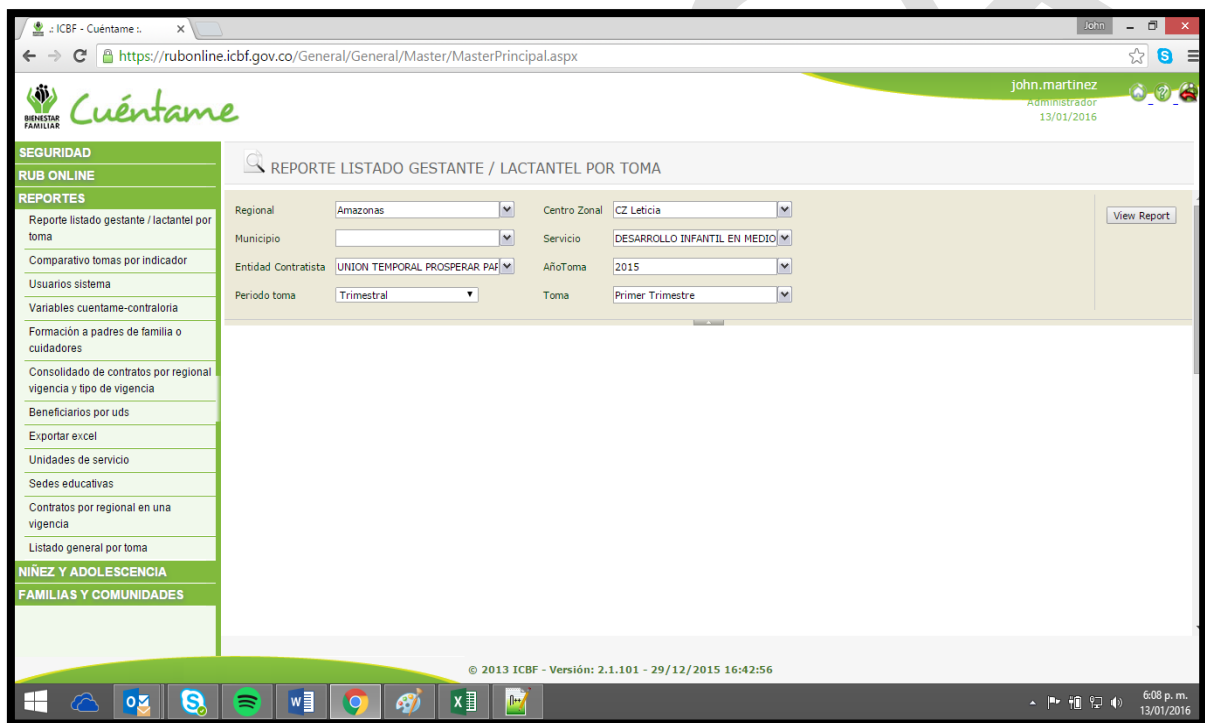 .: ICBF - Cuéntame :.
John
https://rubonline.icbf.gov.co/General/General/Master/MasterPrincipal.aspx
BIENESTAR
FAMILIAR
Cuéntame
john.martinez
Administrador
13/01/2016
SEGURIDAD
RUB ONLINE
REPORTES
Reporte listado gestante / lactantel por
toma
Comparativo tomas por indicador
Usuarios sistema
Variables cuentame-contraloria
Formación a padres de familia o
cuidadores
Consolidado de contratos por regional
vigencia y tipo de vigencia
Beneficiarios por uds
Exportar excel
Unidades de servicio
Sedes educativas
Contratos por regional en una
vigencia
Listado general por toma
NIÑEZ Y ADOLESCENCIA
FAMILIAS Y COMUNIDADES
REPORTE LISTADO GESTANTE / LACTANTEL POR TOMA
Regional Amazonas Centro Zonal CZ Leticia
View Report
Municipio Servicio DESARROLLO INFANTIL EN MEDIO
Entidad Contratista UNION TEMPORAL PROSPERAR PAR AñoToma 2015
Periodo toma Trimestral Toma Primer Trimestre
© 2013 ICBF - Versión: 2.1.101 - 29/12/2015 16:42:56
6:08 p. m.
13/01/2016